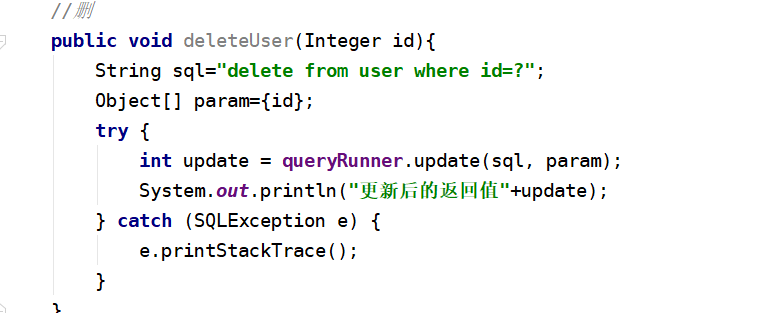 //删
public void deleteUser(Integer id){
String sql="delete from user where id=?";
Object[] param={id};
try {
int update = queryRunner.update(sql, param);
System.out.println("更新后的返回值"+update);
} catch (SQLException e) {
e.printStackTrace();
}
}